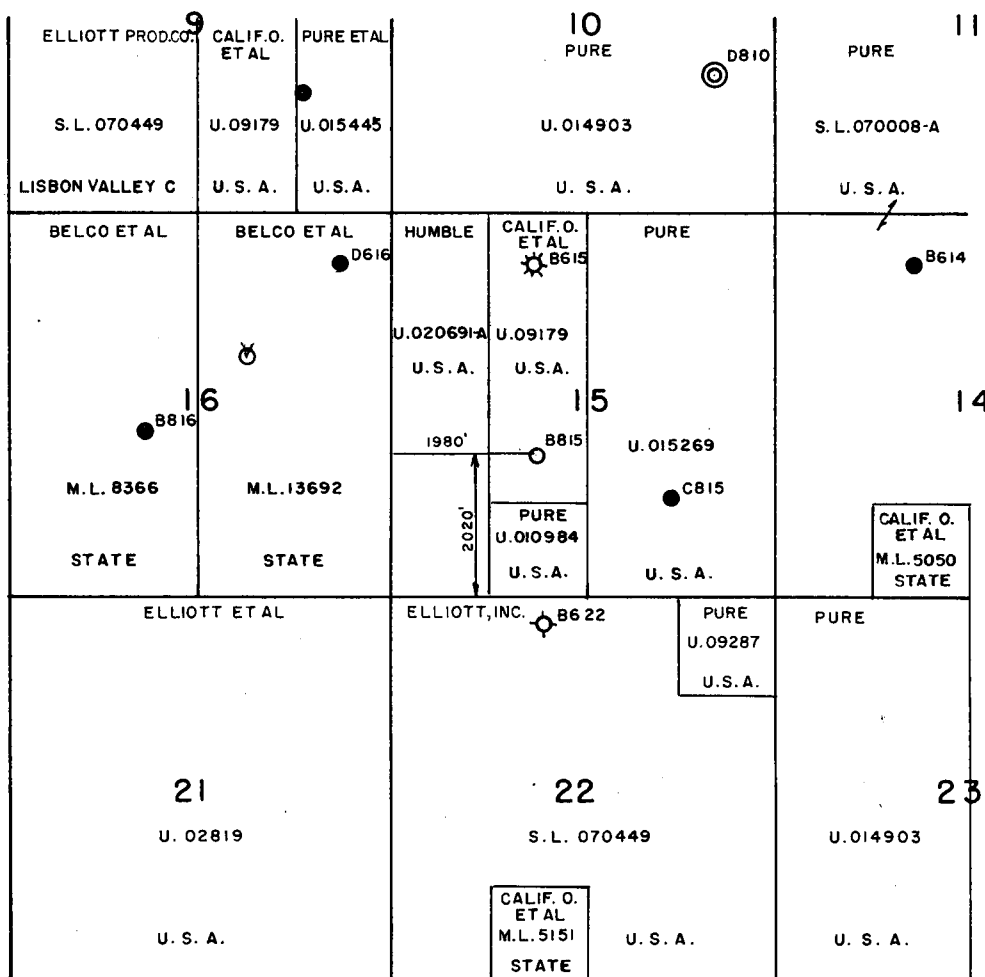 9
10
11
ELLIOTT PROD.CO.
S.L. 070449
LISBON VALLEY C
CALIF. O.
ET AL
U.09179
U.S.A.
PURE ET AL
U.015445
U.S.A.
PURE
D810
U.014903
U.S.A.
PURE
S.L.070008-A
U.S.A.
BELCO ET AL
B816
M.L. 8366
STATE
16
BELCO ET AL
D616
M.L.13692
STATE
HUMBLE
U.020691-A
U.S.A.
CALIF. O.
ET AL
B615
U.09179
U.S.A.
15
1980'
B815
2020'
PURE
U.010984
U.S.A.
PURE
U.015269
C815
U.S.A.
B614
14
CALIF. O.
ET AL
M.L.5050
STATE
ELLIOTT ET AL
21
U. 02819
U.S.A.
ELLIOTT, INC.
B622
PURE
U.09287
U.S.A.
22
S.L. 070449
CALIF. O.
ET AL
M.L.5151
STATE
U.S.A.
PURE
23
U.014903
U.S.A.